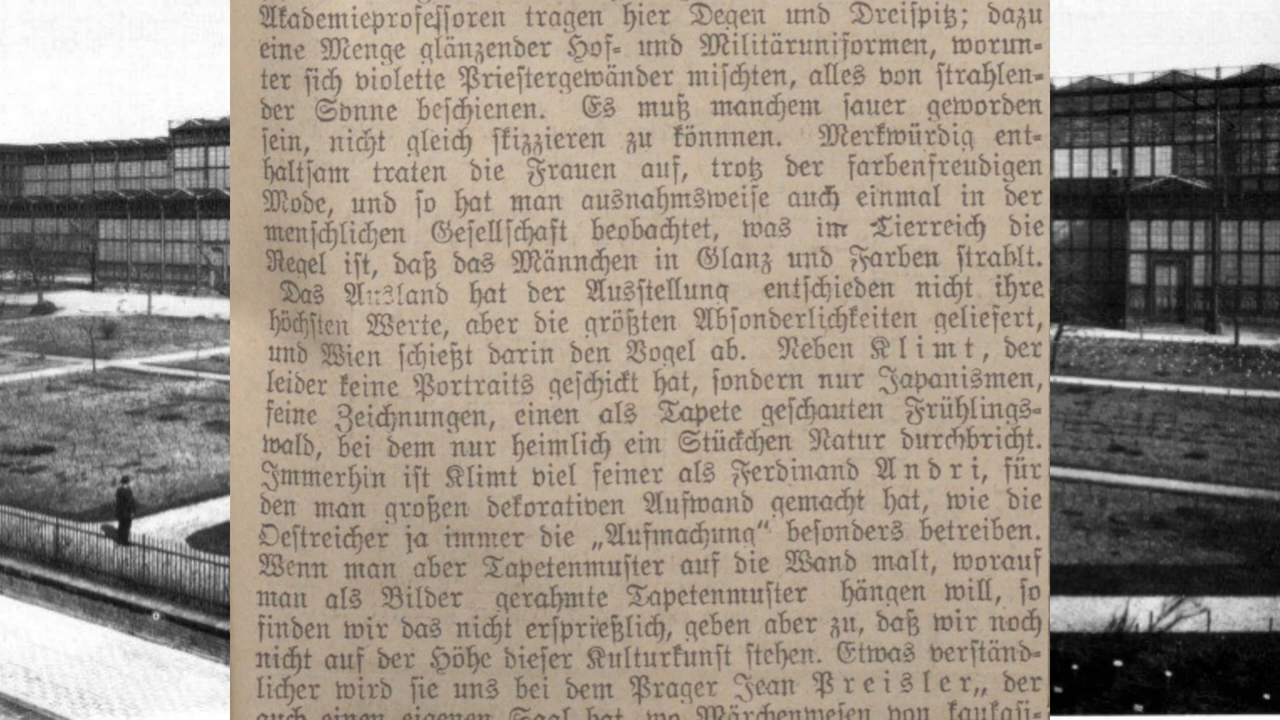 Akademieprofessoren tragen hier Degen und Dreispitz; dazu
eine Menge glänzender Hof- und Militäruniformen, worun-
ter sich violette Priestergewänder mischten, alles von strahlen-
der Sonne beschienen. Es muß manchem sauer geworden
sein, nicht gleich skizzieren zu könnnen. Merkwürdig ent-
haltsam traten die Frauen auf, trotz der farbenfreudigen
Mode, und so hat man ausnahmsweise auch einmal in der
menschlichen Gesellschaft beobachtet, was im Tierreich die
Regel ist, daß das Männchen in Glanz und Farben strahlt.
Das Ausland hat der Ausstellung entschieden nicht ihre
höchsten Werte, aber die größten Absonderlichkeiten geliefert,
und Wien schießt darin den Vogel ab. Neben Klimt, der
leider keine Portraits geschickt hat, sondern nur Japanismen,
feine Zeichnungen, einen als Tapete geschauten Frühlings-
wald, bei dem nur heimlich ein Stückchen Natur durchbricht.
Immerhin ist Klimt viel feiner als Ferdinand Andri, für
den man großen dekorativen Aufwand gemacht hat, wie die
Oestreicher ja immer die „Aufmachung“ besonders betreiben.
Wenn man aber Tapetenmuster auf die Wand malt, worauf
man als Bilder gerahmte Tapetenmuster hängen will, so
finden wir das nicht ersprießlich, geben aber zu, daß wir noch
nicht auf der Höhe dieser Kulturkunst stehen. Etwas verständ-
licher wird sie uns bei dem Prager Jean Preisler„ der
auch einen eigenen Saal hat, wo Märchenwesen von kaukasi-